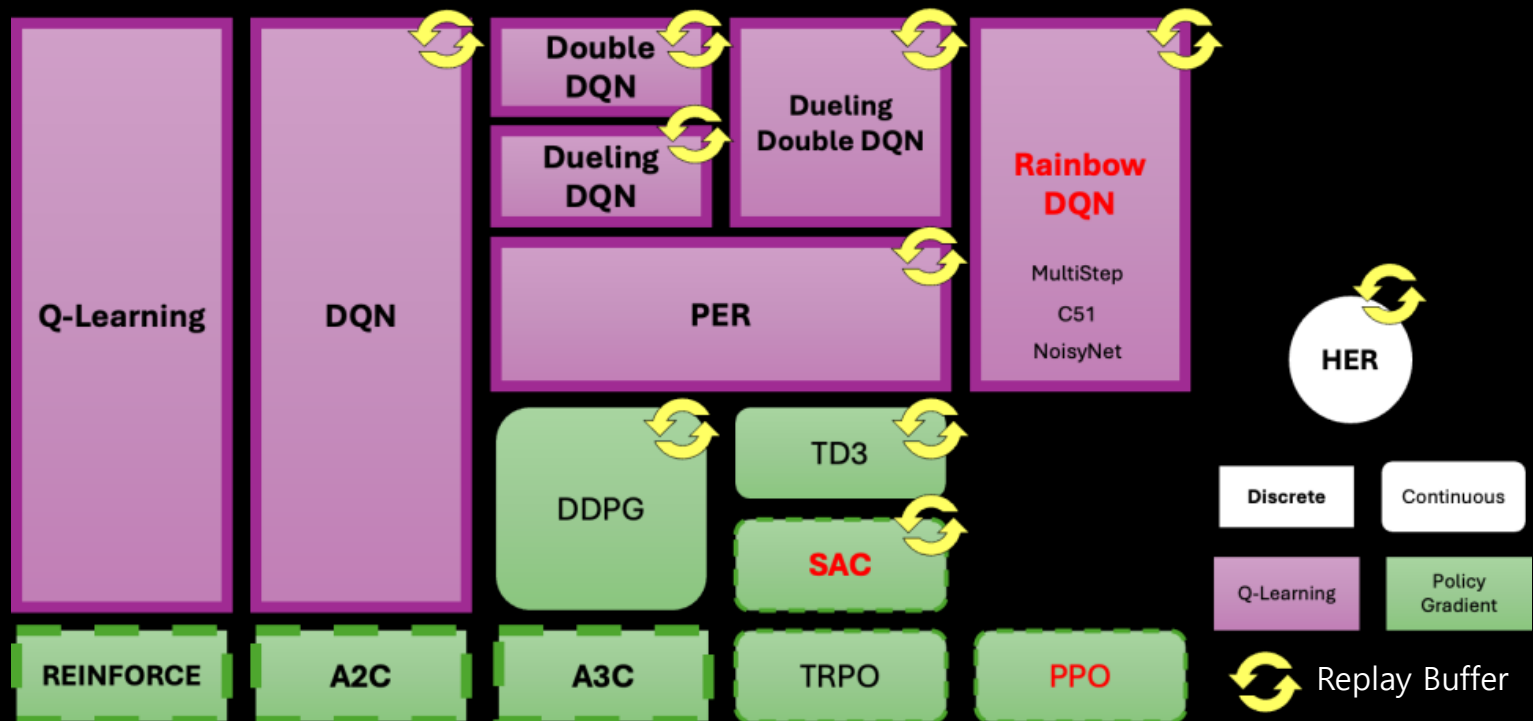 Q-Learning
DQN
Double
DQN
Dueling
DQN
Dueling
Double DQN
PER
Rainbow
DQN
MultiStep
C51
NoisyNet
HER
DDPG
TD3
SAC
REINFORCE
A2C
A3C
TRPO
PPO
Discrete
Continuous
Q-Learning
Policy
Gradient
Replay Buffer